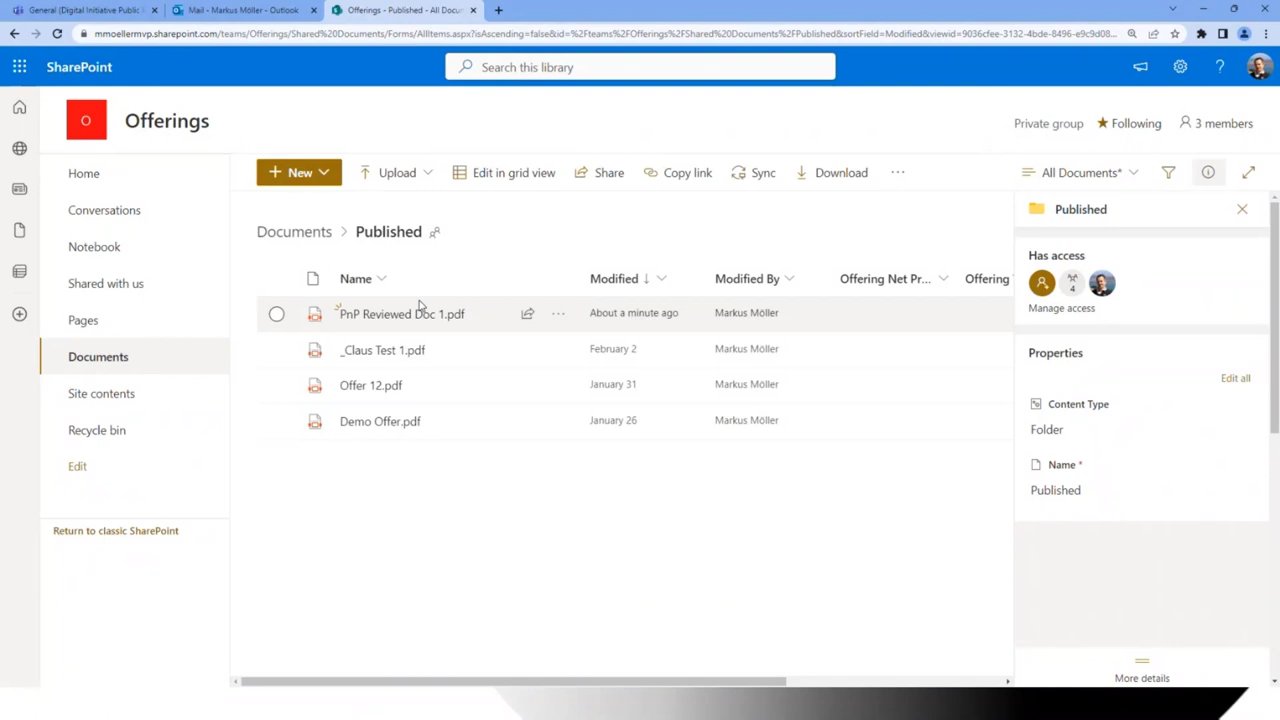 General (Digital Initiative Public
Mail - Markus Möller - Outlook
Offerings - Published - All Docu
mmoellermvp.sharepoint.com/teams/Offerings/Shared%20Documents/Forms/AllItems.aspx?isAscending=false&id=%2Fteams%2FOfferings%2FShared%20Documents%2FPublished&sortField=Modified&viewid=9036cfee-3132-4bde-8496-e9c9d08...
SharePoint
Search this library
O
Offerings
Private group
Following
3 members
Home
Conversations
Notebook
Shared with us
Pages
Documents
Site contents
Recycle bin
Edit
Return to classic SharePoint
New
Upload
Edit in grid view
Share
Copy link
Sync
Download
All Documents*
Documents > Published
Name
Modified
Modified By
Offering Net Pr...
Offering
PnP Reviewed Doc 1.pdf
About a minute ago
Markus Möller
_Claus Test 1.pdf
February 2
Markus Möller
Offer 12.pdf
January 31
Markus Möller
Demo Offer.pdf
January 26
Markus Möller
Published
Has access
4
Manage access
Properties
Edit all
Content Type
Folder
Name *
Published
More details